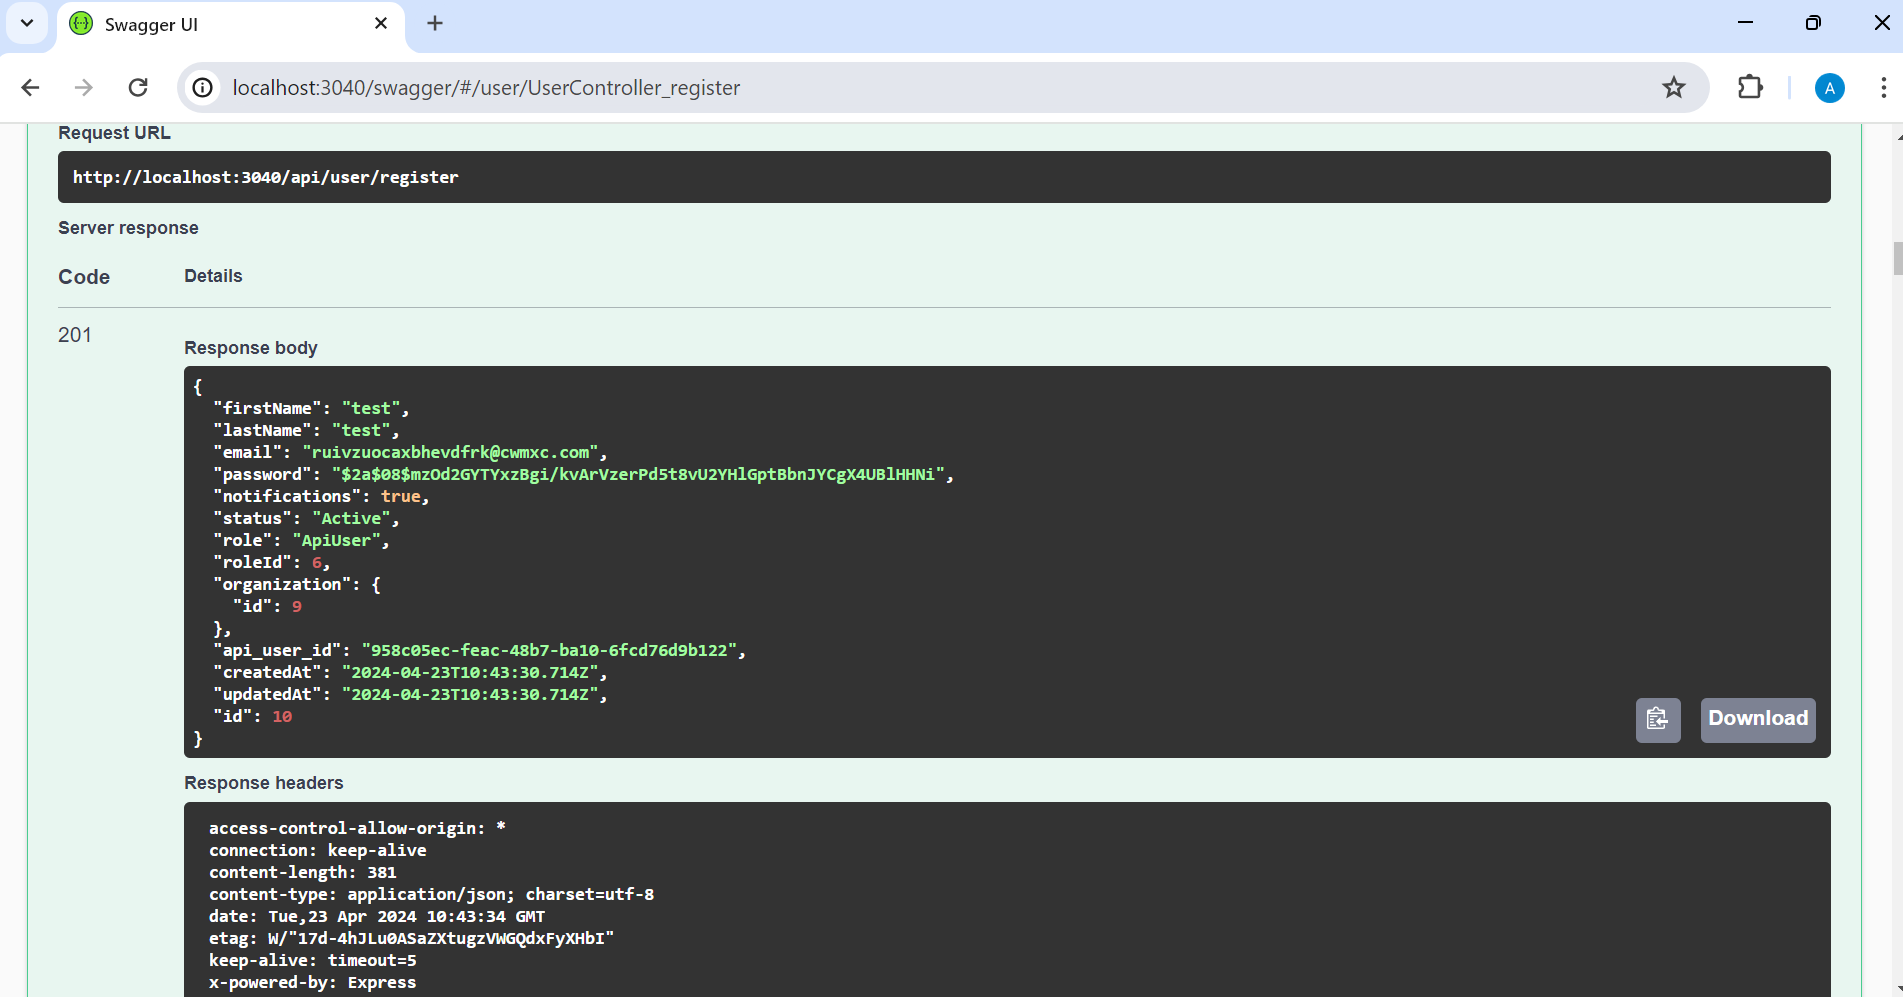 Swagger UI
localhost:3040/swagger/#/user/UserController_register
A
Request URL
http://localhost:3040/api/user/register
Server response
Code Details
201
Response body
{
"firstName": "test",
"lastName": "test",
"email": "ruivzuocaxbhevdfrk@cwmxc.com",
"password": "$2a$08$mzOd2GYTYxzBgi/kvArVzerPd5t8vU2YHlGptBbnJYCgX4UBlHHNi",
"notifications": true,
"status": "Active",
"role": "ApiUser",
"roleId": 6,
"organization": {
"id": 9
},
"api_user_id": "958c05ec-feac-48b7-ba10-6fcd76d9b122",
"createdAt": "2024-04-23T10:43:30.714Z",
"updatedAt": "2024-04-23T10:43:30.714Z",
"id": 10
}
Download
Response headers
access-control-allow-origin: *
connection: keep-alive
content-length: 381
content-type: application/json; charset=utf-8
date: Tue,23 Apr 2024 10:43:34 GMT
etag: W/"17d-4hJLu0ASaZXtugzVWGQdxFyXHbI"
keep-alive: timeout=5
x-powered-by: Express